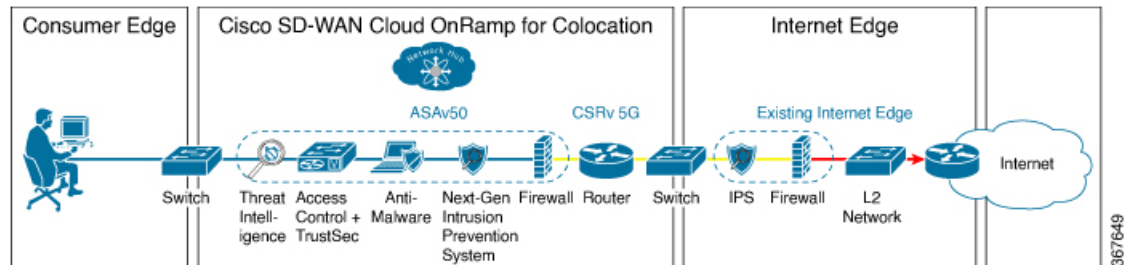 Consumer Edge
Cisco SD-WAN Cloud OnRamp for Colocation
Internet Edge
Network Hub
ASAv50
CSRv 5G
Existing Internet Edge
Internet
Switch
Threat
Intell-
igence
Access
Control +
TrustSec
Anti-
Malware
Next-Gen
Intrusion
Prevention
System
Firewall
Router
Switch
IPS
Firewall
L2
Network
367649